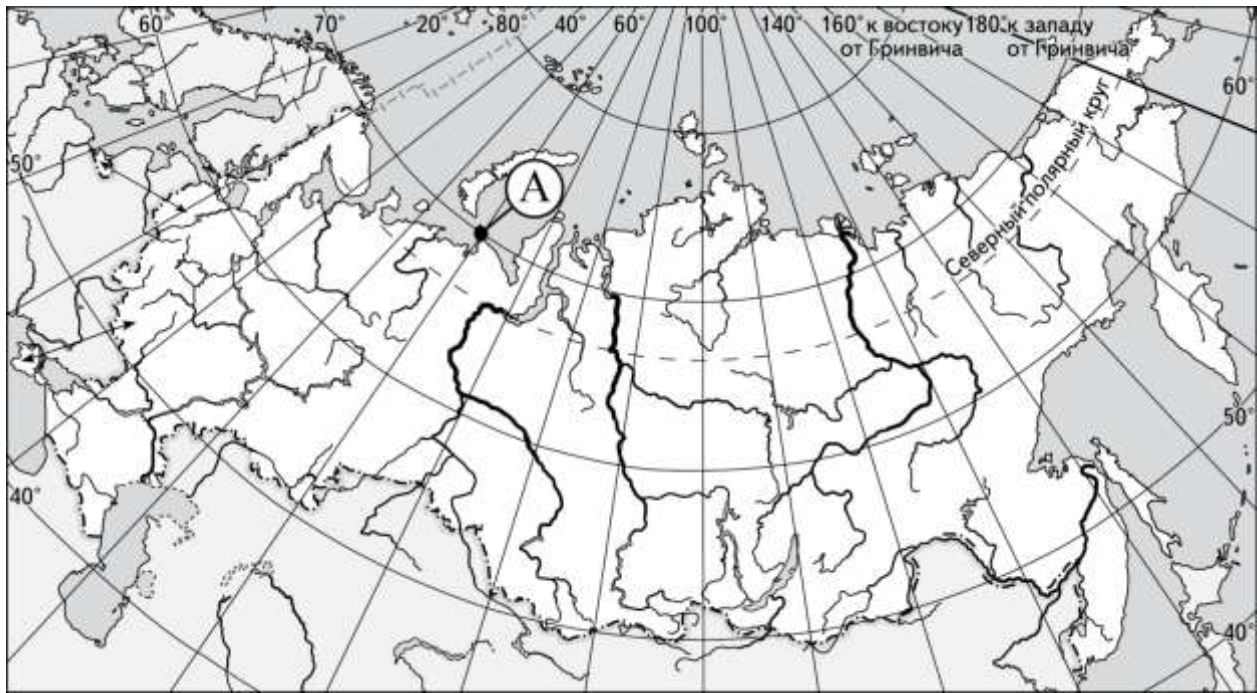 60° 70° 20° 80° 40° 60° 100° 140° 160° к востоку от Гринвича 180° к западу от Гринвича
60°
Северный полярный круг
А
50°
50°
40°
40°